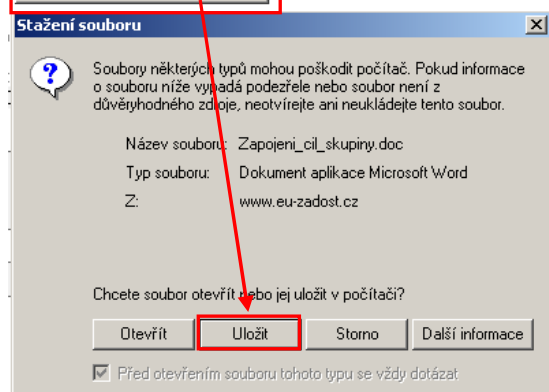 Stažení souboru
Soubory některých typů mohou poškodit počítač. Pokud informace
o souboru níže vypadá podezřele nebo soubor není z
důvěryhodného zdroje, neotvírejte ani neukládejte tento soubor.
Název souboru: Zapojeni_cil_skupiny.doc
Typ souboru: Dokument aplikace Microsoft Word
Z: www.eu-zadost.cz
Chcete soubor otevřít nebo jej uložit v počítači?
Otevřít Uložit Storno Další informace
Před otevřením souboru tohoto typu se vždy dotázat